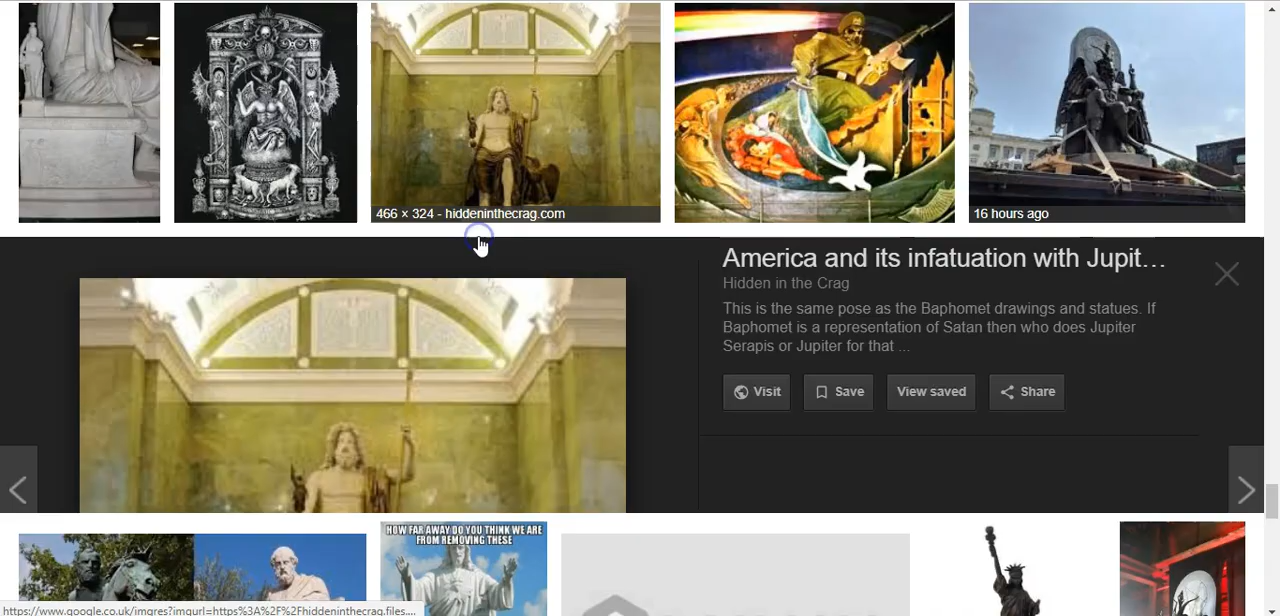 466 × 324 - hiddeninthecrag.com
16 hours ago
America and its infatuation with Jupit...
Hidden in the Crag
This is the same pose as the Baphomet drawings and statues. If
Baphomet is a representation of Satan then who does Jupiter
Serapis or Jupiter for that ...
Visit
Save
View saved
Share
HOW FAR AWAY DO YOU THINK WE ARE
FROM REMOVING THESE
https://www.google.co.uk/imgres?imgurl=https%3A%2F%2Fhiddeninthecrag.files....